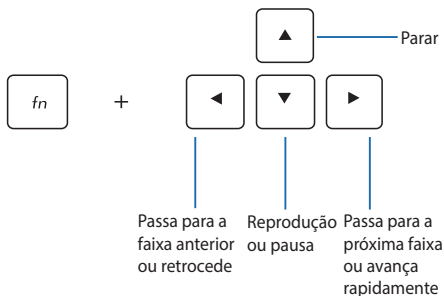 Parar
fn
+
Passa para a
faixa anterior
ou retrocede
Reprodução
ou pausa
Passa para a
próxima faixa
ou avança
rapidamente